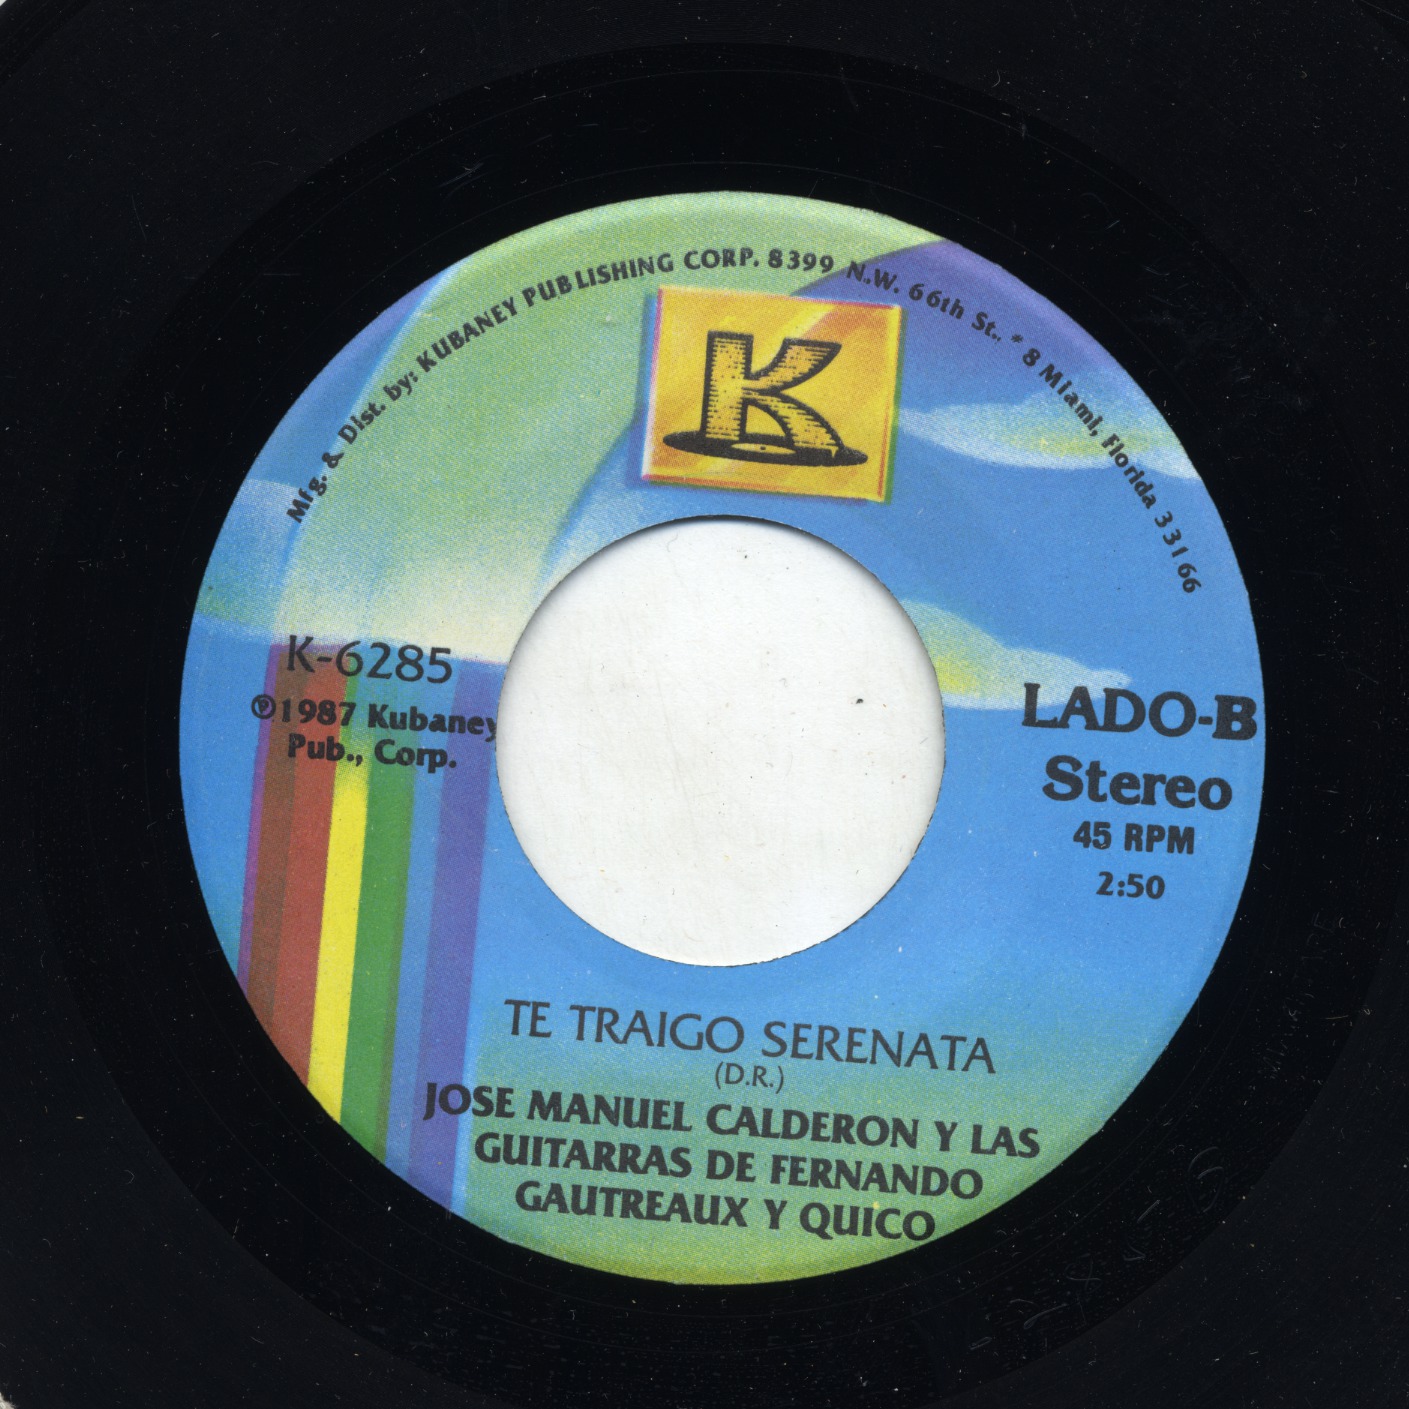 Mfg. & Dist. by: KUBANEY PUBLISHING CORP. 8399 N.W. 66th St., # 8 Miami, Florida 33166
K
K-6285
℗1987 Kubaney
Pub., Corp.
LADO-B
Stereo
45 RPM
2:50
TE TRAIGO SERENATA
(D.R.)
JOSE MANUEL CALDERON Y LAS
GUITARRAS DE FERNANDO
GAUTREAUX Y QUICO